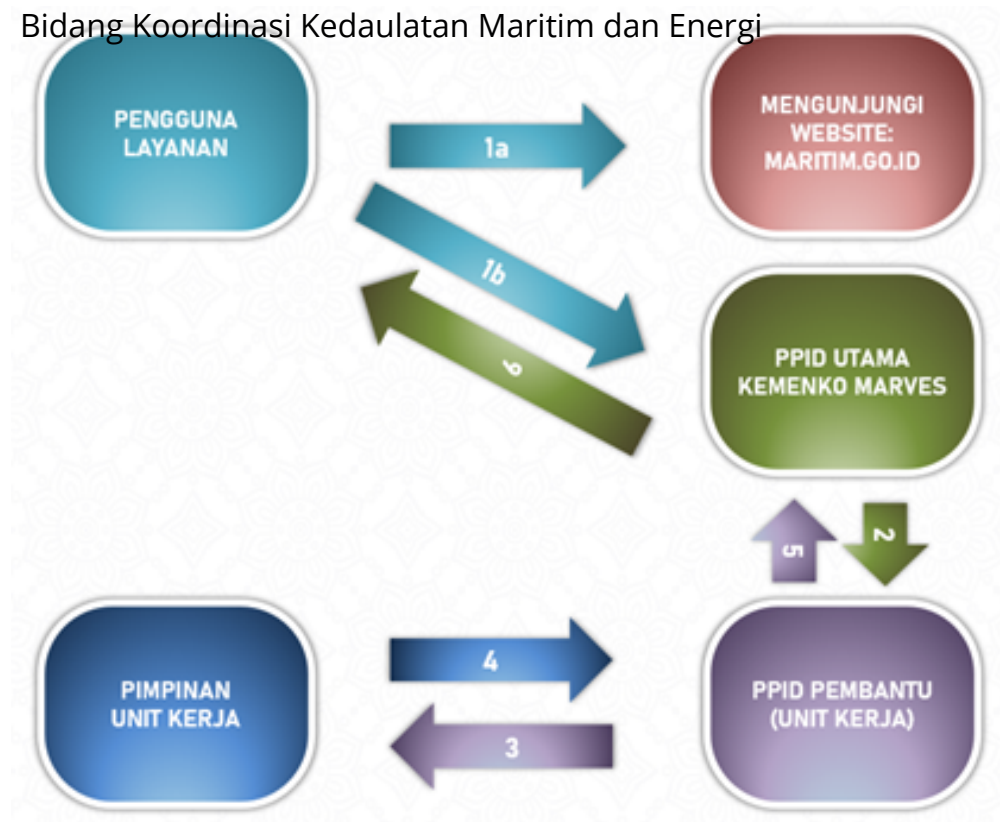 Bidang Koordinasi Kedaulatan Maritim dan Energi
PENGGUNA
LAYANAN
1a
MENGUNJUNGI
WEBSITE:
MARITIM.GO.ID
1b
6
PPID UTAMA
KEMENKO MARVES
5
2
PIMPINAN
UNIT KERJA
4
3
PPID PEMBANTU
(UNIT KERJA)